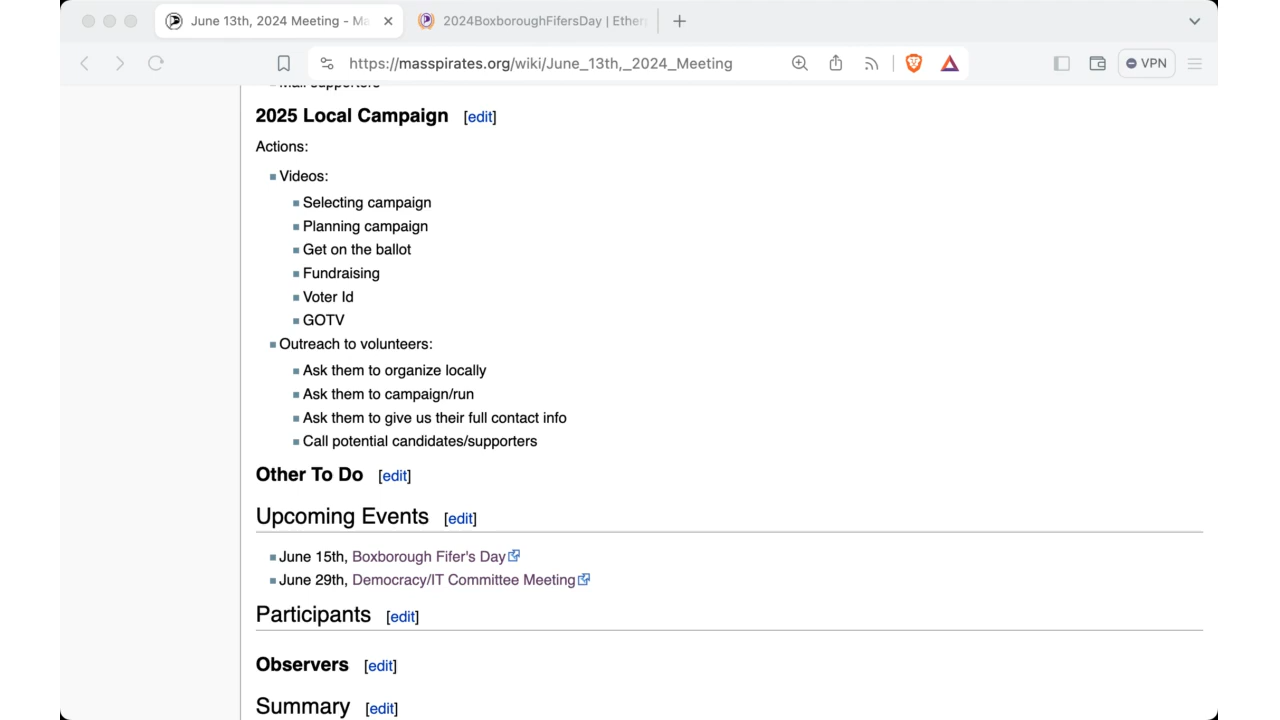 June 13th, 2024 Meeting - Ma
2024BoxboroughFifersDay | Ether
https://masspirates.org/wiki/June_13th,_2024_Meeting
VPN
Mail supporters
2025 Local Campaign [edit]
Actions:
Videos:
Selecting campaign
Planning campaign
Get on the ballot
Fundraising
Voter Id
GOTV
Outreach to volunteers:
Ask them to organize locally
Ask them to campaign/run
Ask them to give us their full contact info
Call potential candidates/supporters
Other To Do [edit]
Upcoming Events [edit]
June 15th, Boxborough Fifer's Day
June 29th, Democracy/IT Committee Meeting
Participants [edit]
Observers [edit]
Summary [edit]